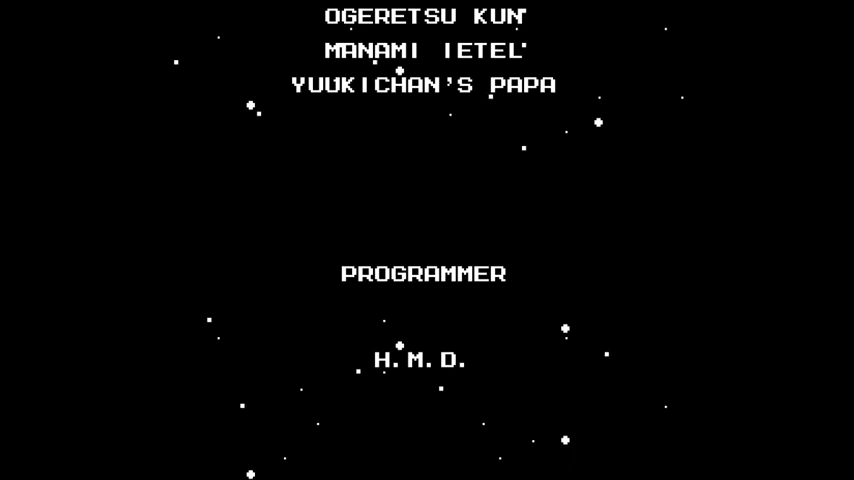 OGERETSU KUN
MANAMI IETEL
YUUKICHAN'S PAPA
PROGRAMMER
H.M.D.